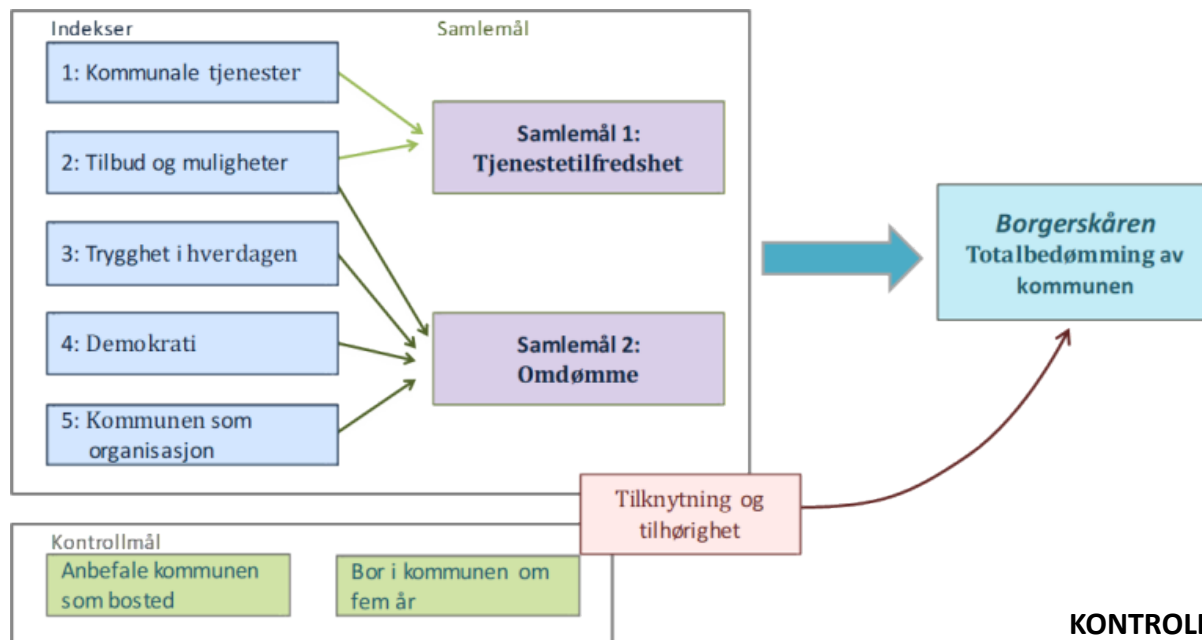 Indekser
Samlemål
1: Kommunale tjenester
2: Tilbud og muligheter
3: Trygghet i hverdagen
4: Demokrati
5: Kommunen som
organisasjon
Samlemål 1:
Tjenestetilfredshet
Samlemål 2:
Omdømme
Borgerskåren
Totalbedømming av
kommunen
Tilknytning og
tilhørighet
Kontrollmål
Anbefale kommunen
som bosted
Bor i kommunen om
fem år